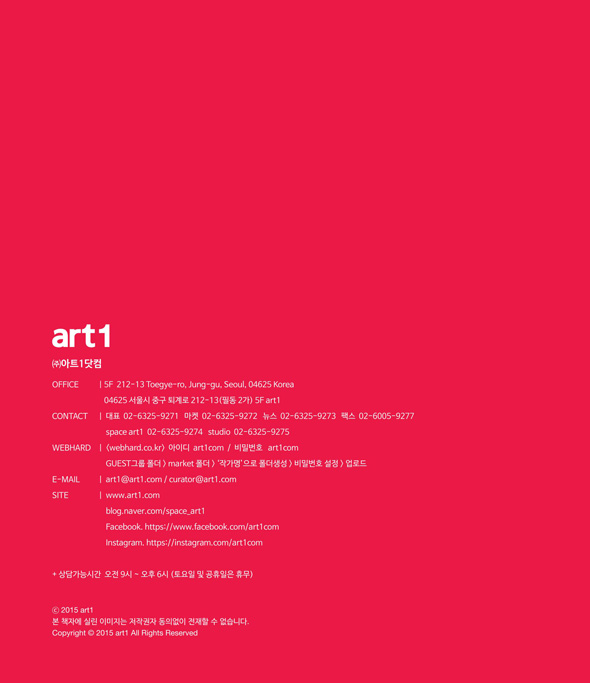 art1
㈜아트1닷컴
OFFICE | 5F 212-13 Toegye-ro, Jung-gu, Seoul, 04625 Korea
04625 서울시 중구 퇴계로 212-13(필동 2가) 5F art1
CONTACT | 대표 02-6325-9271 마켓 02-6325-9272 뉴스 02-6325-9273 팩스 02-6005-9277
space art1 02-6325-9274 studio 02-6325-9275
WEBHARD | 〈webhard.co.kr〉 아이디 art1com / 비밀번호 art1com
GUEST그룹 폴더 > market 폴더 > '작가명'으로 폴더생성 > 비밀번호 설정 > 업로드
E-MAIL | art1@art1.com / curator@art1.com
SITE | www.art1.com
blog.naver.com/space_art1
Facebook. https://www.facebook.com/art1com
Instagram. https://instagram.com/art1com
+ 상담가능시간 오전 9시 ~ 오후 6시 (토요일 및 공휴일은 휴무)
ⓒ 2015 art1
본 책자에 실린 이미지는 저작권자 동의없이 전재할 수 없습니다.
Copyright © 2015 art1 All Rights Reserved